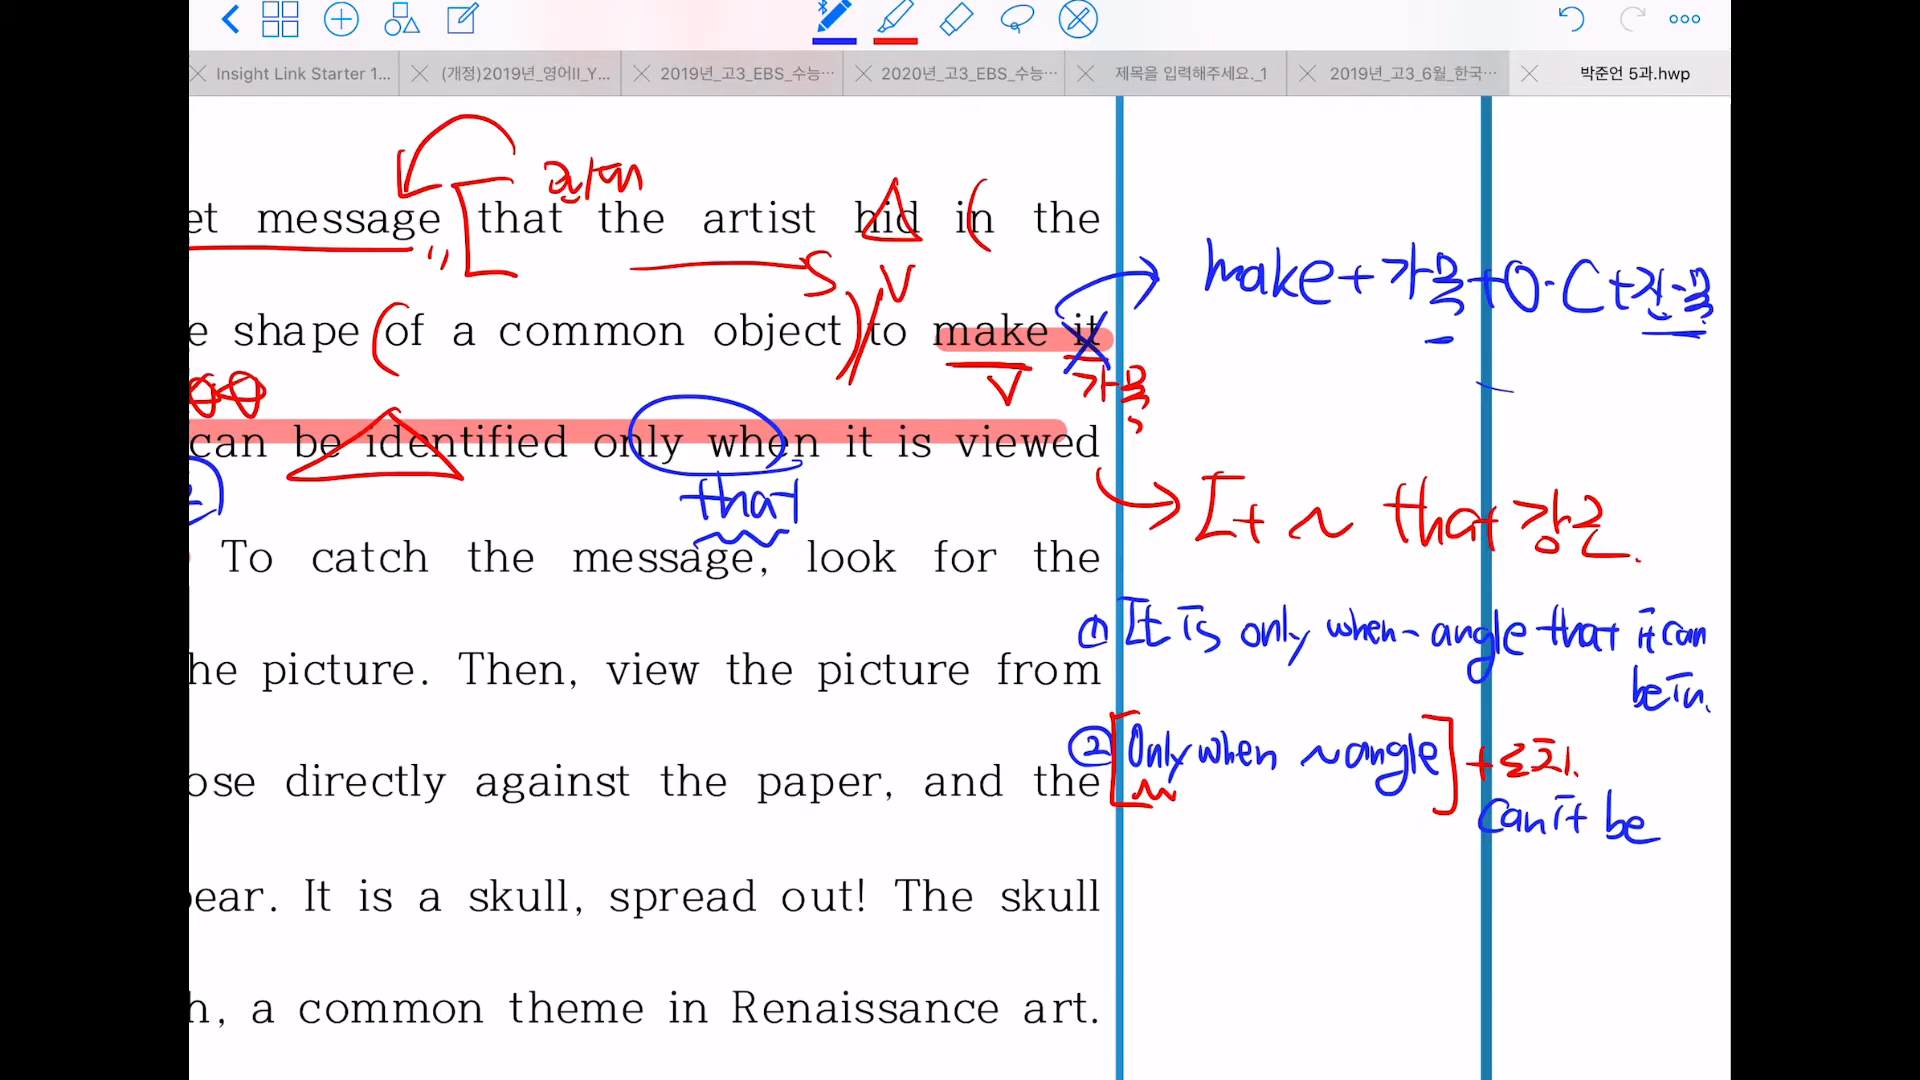 Insight Link Starter 1...
(개정)2019년_영어II_Y...
2019년_고3_EBS_수능...
2020년_고3_EBS_수능...
제목을 입력해주세요._1
2019년_고3_6월_한국...
박준언 5과.hwp
et message that the artist hid in the
S V
make + 가목 + O·C + 진·목
e shape of a common object) to make it
V 가목
can be identified only when it is viewed
that
It ~ that 강조
To catch the message, look for the
① It is only when ~ angle that it can
he picture. Then, view the picture from
② [Only when ~ angle] + 도치.
ose directly against the paper, and the
can it be
ear. It is a skull, spread out! The skull
h, a common theme in Renaissance art.